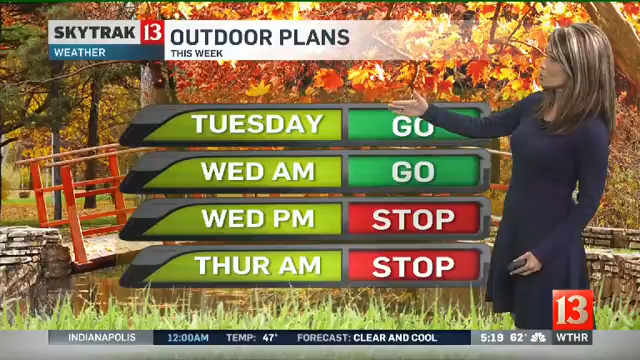 SKYTRAK 13
WEATHER
OUTDOOR PLANS
THIS WEEK
TUESDAY GO
WED AM GO
WED PM STOP
THUR AM STOP
13
INDIANAPOLIS 12:00AM TEMP: 47° FORECAST: CLEAR AND COOL 5:19 62° WTHR